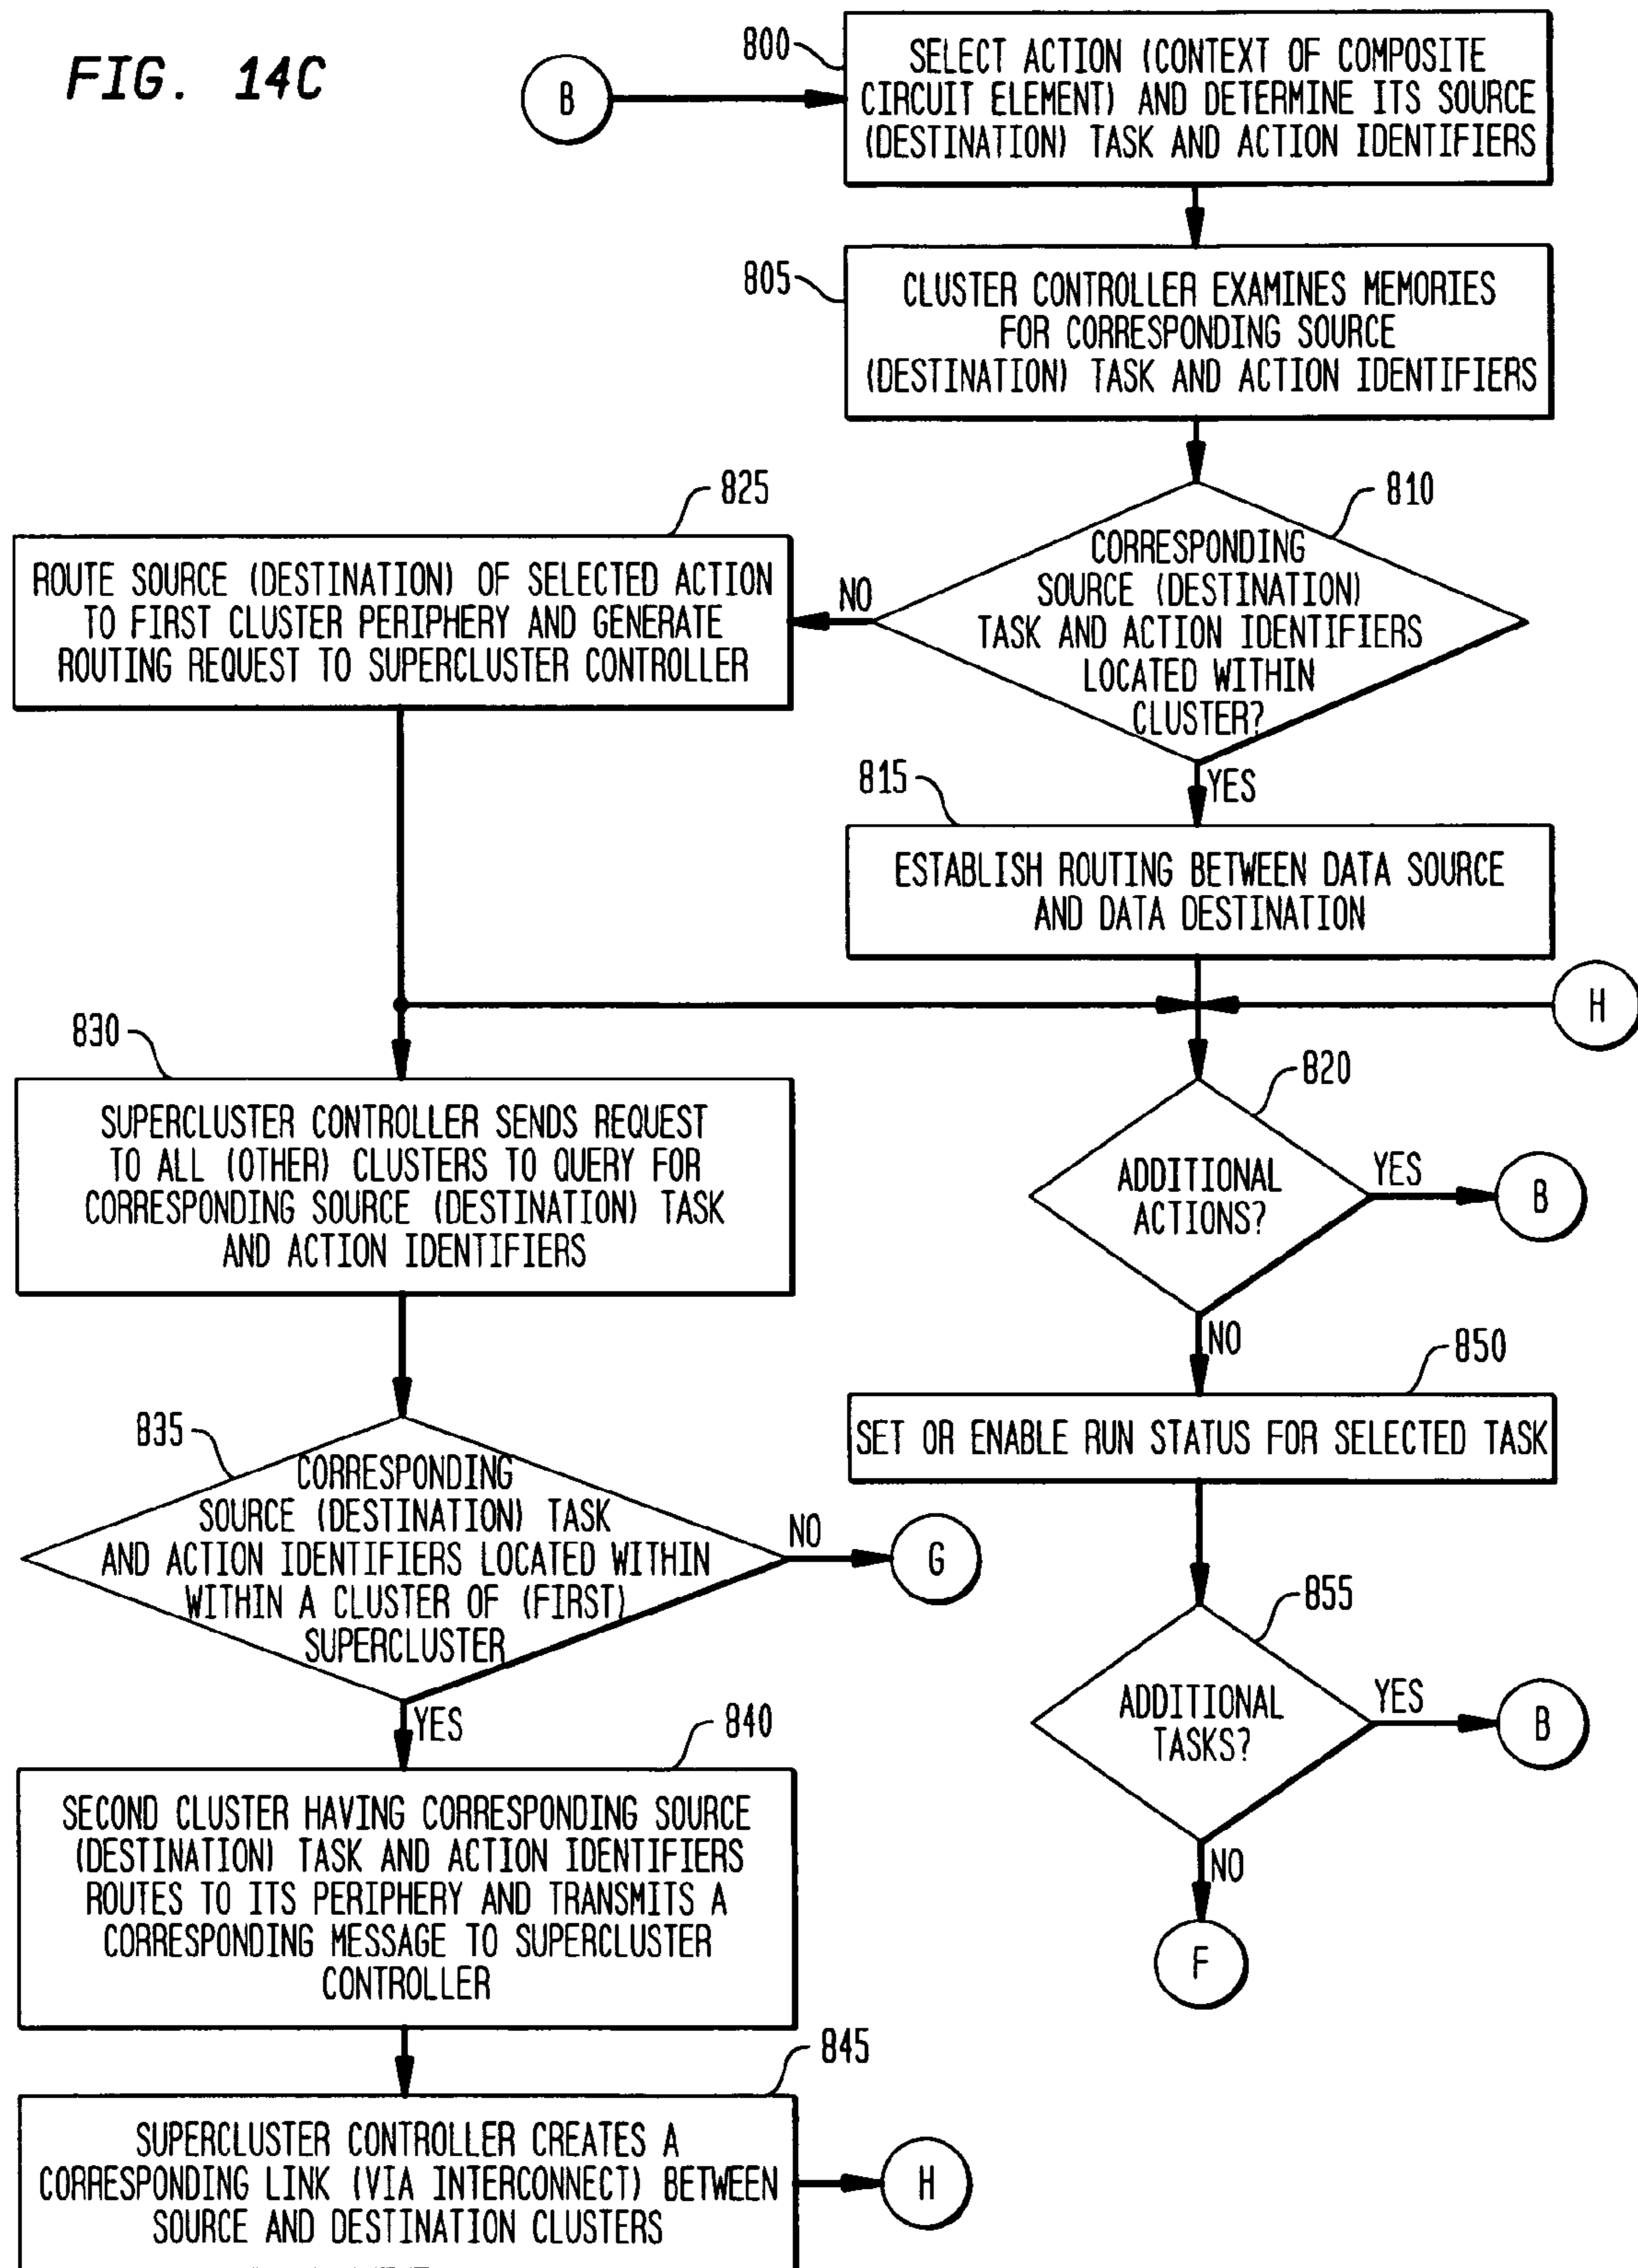 FIG. 14C
B
800
SELECT ACTION (CONTEXT OF COMPOSITE
CIRCUIT ELEMENT) AND DETERMINE ITS SOURCE
(DESTINATION) TASK AND ACTION IDENTIFIERS
805
CLUSTER CONTROLLER EXAMINES MEMORIES
FOR CORRESPONDING SOURCE
(DESTINATION) TASK AND ACTION IDENTIFIERS
810
CORRESPONDING
SOURCE (DESTINATION)
TASK AND ACTION IDENTIFIERS
LOCATED WITHIN
CLUSTER?
NO
825
ROUTE SOURCE (DESTINATION) OF SELECTED ACTION
TO FIRST CLUSTER PERIPHERY AND GENERATE
ROUTING REQUEST TO SUPERCLUSTER CONTROLLER
YES
815
ESTABLISH ROUTING BETWEEN DATA SOURCE
AND DATA DESTINATION
H
830
SUPERCLUSTER CONTROLLER SENDS REQUEST
TO ALL (OTHER) CLUSTERS TO QUERY FOR
CORRESPONDING SOURCE (DESTINATION) TASK
AND ACTION IDENTIFIERS
820
ADDITIONAL
ACTIONS?
YES
B
NO
850
SET OR ENABLE RUN STATUS FOR SELECTED TASK
835
CORRESPONDING
SOURCE (DESTINATION) TASK
AND ACTION IDENTIFIERS LOCATED WITHIN
WITHIN A CLUSTER OF (FIRST)
SUPERCLUSTER
NO
G
855
ADDITIONAL
TASKS?
YES
B
NO
F
YES
840
SECOND CLUSTER HAVING CORRESPONDING SOURCE
(DESTINATION) TASK AND ACTION IDENTIFIERS
ROUTES TO ITS PERIPHERY AND TRANSMITS A
CORRESPONDING MESSAGE TO SUPERCLUSTER
CONTROLLER
845
SUPERCLUSTER CONTROLLER CREATES A
CORRESPONDING LINK (VIA INTERCONNECT) BETWEEN
SOURCE AND DESTINATION CLUSTERS
H